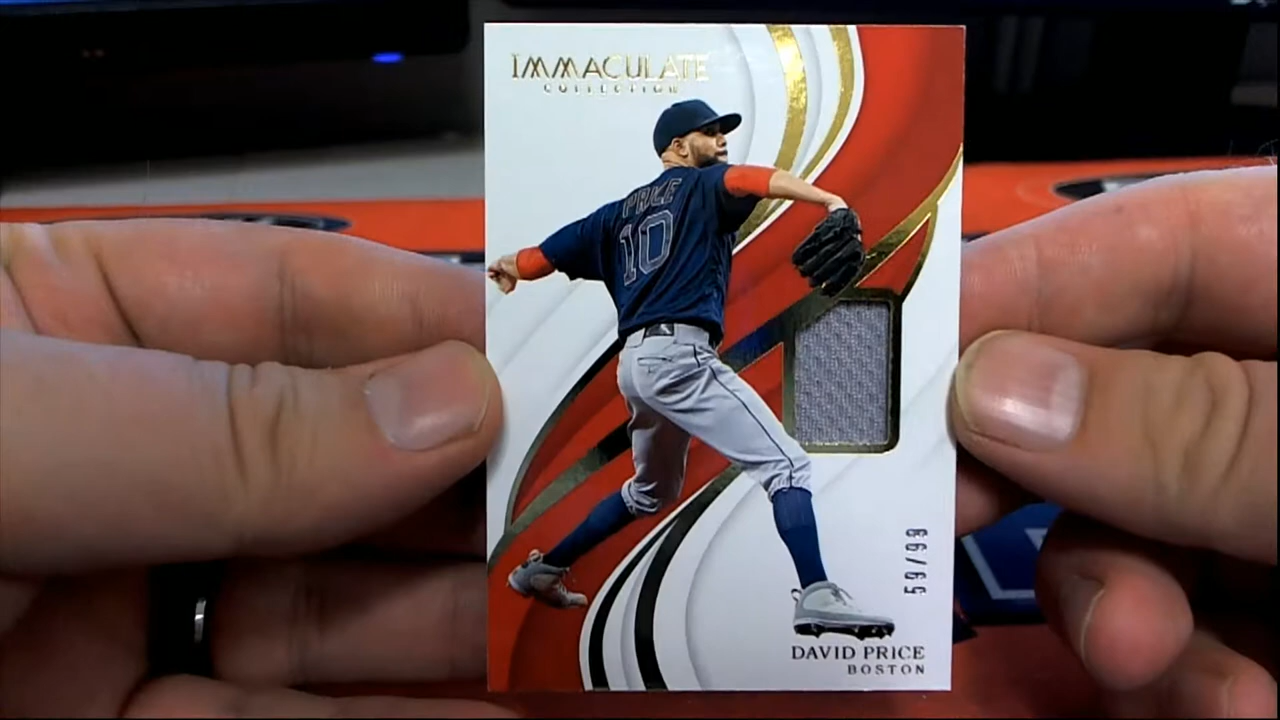 IMMACULATE
COLLECTION
PRICE
10
59/99
DAVID PRICE
BOSTON